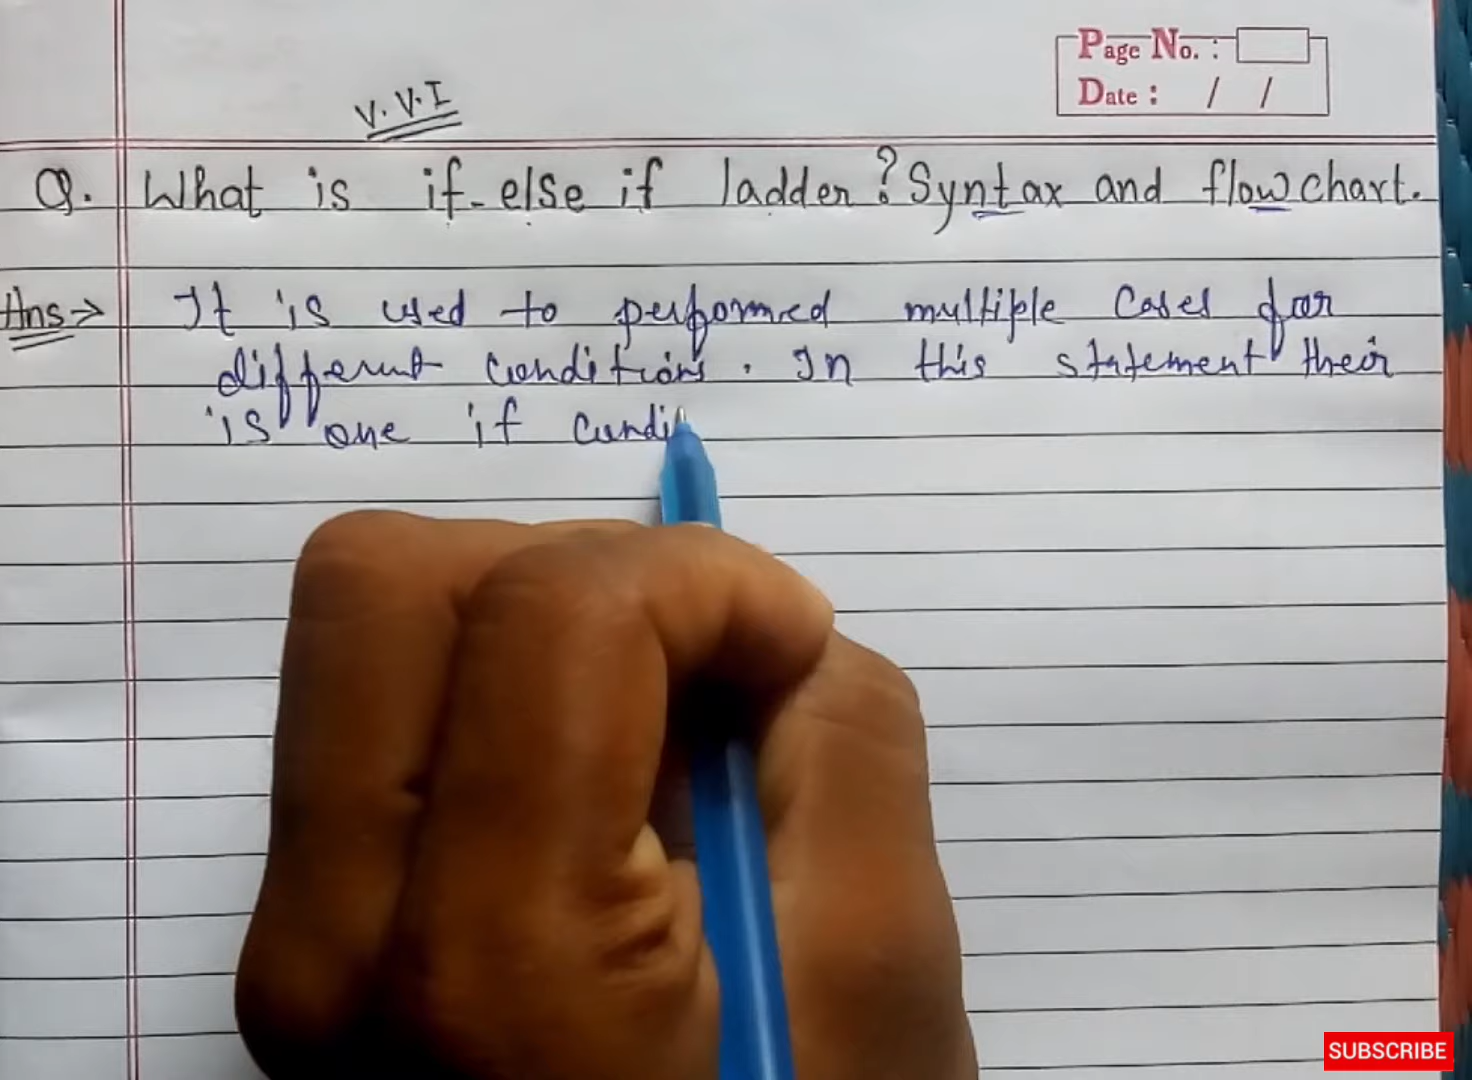 Page No. :
Date : / /
V.V.I
Q. What is if-else if ladder? Syntax and flowchart.
Ans→ It is used to performed multiple cases for
different conditions. In this statement their
is one if condi
SUBSCRIBE